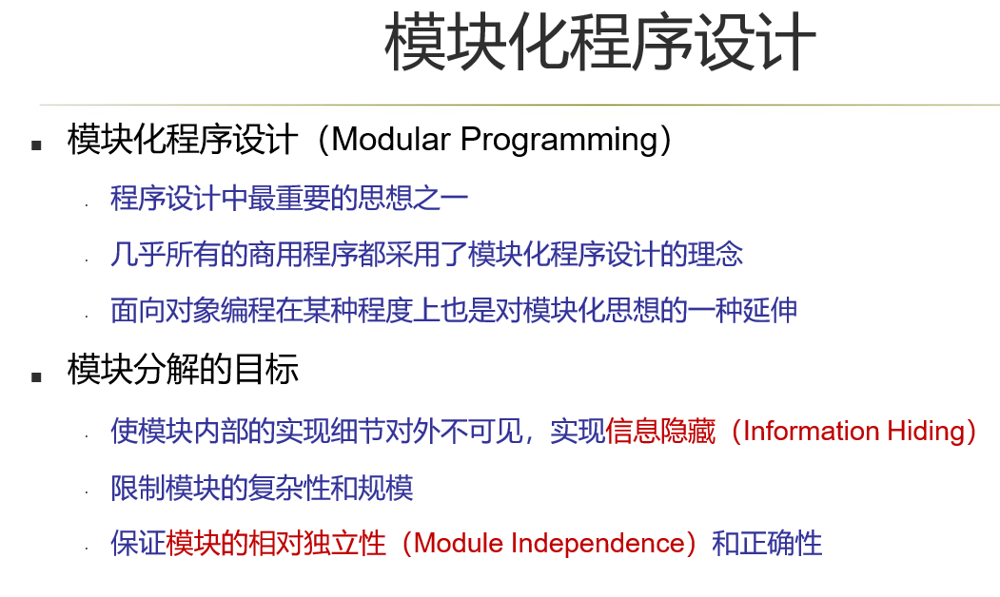 模块化程序设计
模块化程序设计（Modular Programming）
程序设计中最重要的思想之一
几乎所有的商用程序都采用了模块化程序设计的理念
面向对象编程在某种程度上也是对模块化思想的一种延伸
模块分解的目标
使模块内部的实现细节对外不可见，实现信息隐藏（Information Hiding）
限制模块的复杂性和规模
保证模块的相对独立性（Module Independence）和正确性